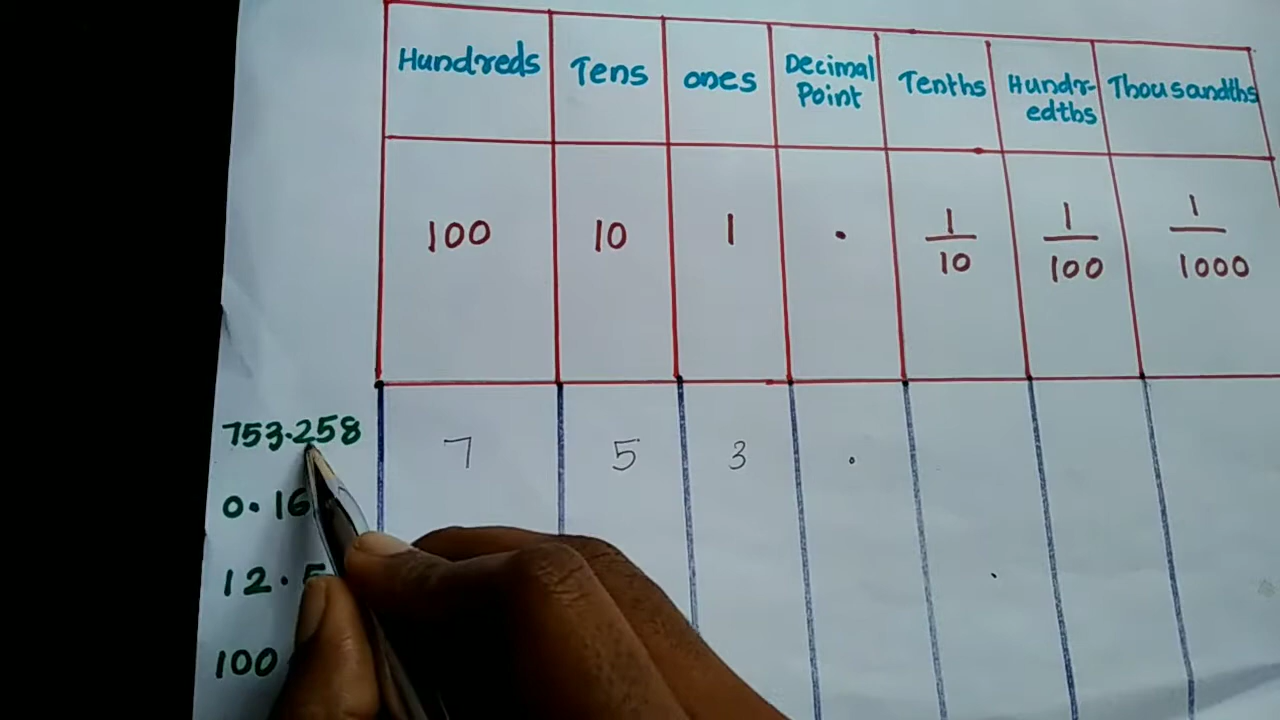 Hundreds Tens ones Decimal Point Tenths Hundr-edths Thousandths
100 10 1 . 1/10 1/100 1/1000
753.258 7 5 3 .
0.16
12.5
100